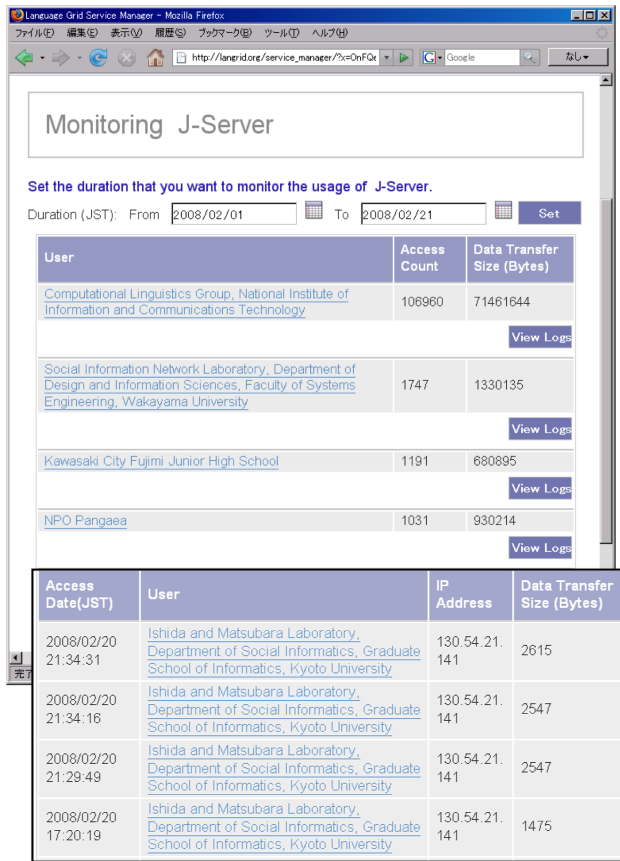 Language Grid Service Manager - Mozilla Firefox
ファイル(F) 編集(E) 表示(V) 履歴(S) ブックマーク(B) ツール(T) ヘルプ(H)
http://langrid.org/service_manager/?x=OnFQe
G Google
なし
Monitoring J-Server
Set the duration that you want to monitor the usage of J-Server.
Duration (JST): From 2008/02/01 To 2008/02/21 Set
User
Access
Count
Data Transfer
Size (Bytes)
Computational Linguistics Group, National Institute of
Information and Communications Technology
106960
71461644
View Logs
Social Information Network Laboratory, Department of
Design and Information Sciences, Faculty of Systems
Engineering, Wakayama University
1747
1330135
View Logs
Kawasaki City Fujimi Junior High School
1191
680895
View Logs
NPO Pangaea
1031
930214
View Logs
完了
Access
Date(JST)
User
IP
Address
Data Transfer
Size (Bytes)
2008/02/20
21:34:31
Ishida and Matsubara Laboratory,
Department of Social Informatics, Graduate
School of Informatics, Kyoto University
130.54.21.
141
2615
2008/02/20
21:34:16
Ishida and Matsubara Laboratory,
Department of Social Informatics, Graduate
School of Informatics, Kyoto University
130.54.21.
141
2547
2008/02/20
21:29:49
Ishida and Matsubara Laboratory,
Department of Social Informatics, Graduate
School of Informatics, Kyoto University
130.54.21.
141
2547
2008/02/20
17:20:19
Ishida and Matsubara Laboratory,
Department of Social Informatics, Graduate
School of Informatics, Kyoto University
130.54.21.
141
1475